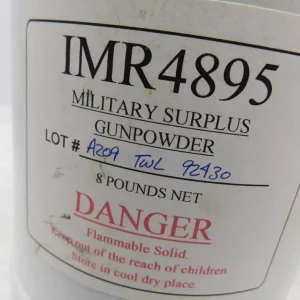 IMR4895
MILITARY SURPLUS
GUNPOWDER
LOT # A209 TWL 92430
8 POUNDS NET
DANGER
Flammable Solid.
Keep out of the reach of children.
Store in cool dry place.